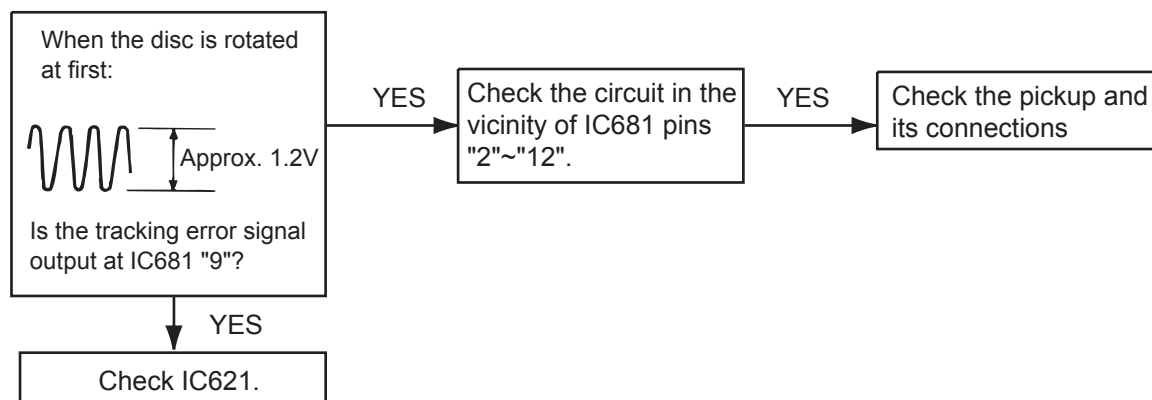 When the disc is rotated
at first:
Approx. 1.2V
Is the tracking error signal
output at IC681 "9"?
YES
Check the circuit in the
vicinity of IC681 pins
"2"~"12".
YES
Check the pickup and
its connections
YES
Check IC621.